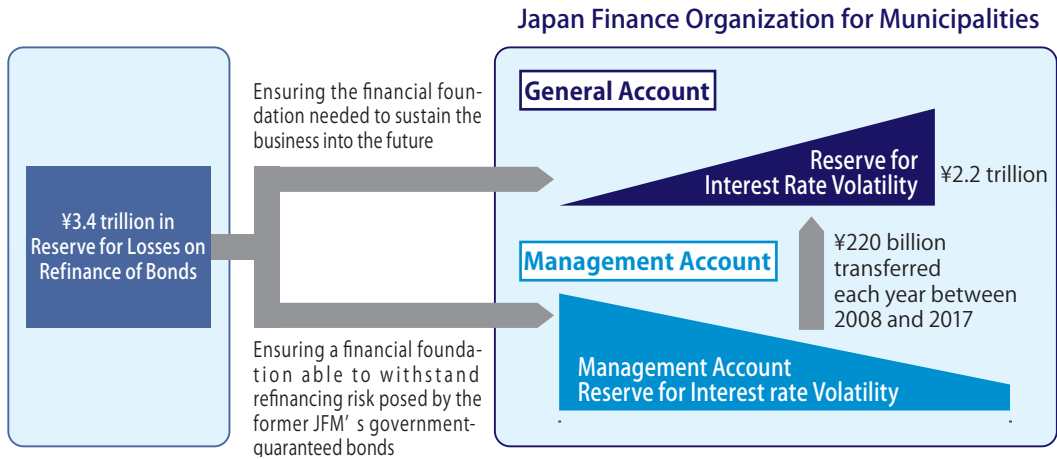 Japan Finance Organization for Municipalities
¥3.4 trillion in
Reserve for Losses on
Refinance of Bonds
Ensuring the financial foun-
dation needed to sustain the
business into the future
Ensuring a financial founda-
tion able to withstand
refinancing risk posed by the
former JFM’ s government-
guaranteed bonds
General Account
Reserve for
Interest Rate Volatility
¥2.2 trillion
Management Account
¥220 billion
transferred
each year between
2008 and 2017
Management Account
Reserve for Interest rate Volatility